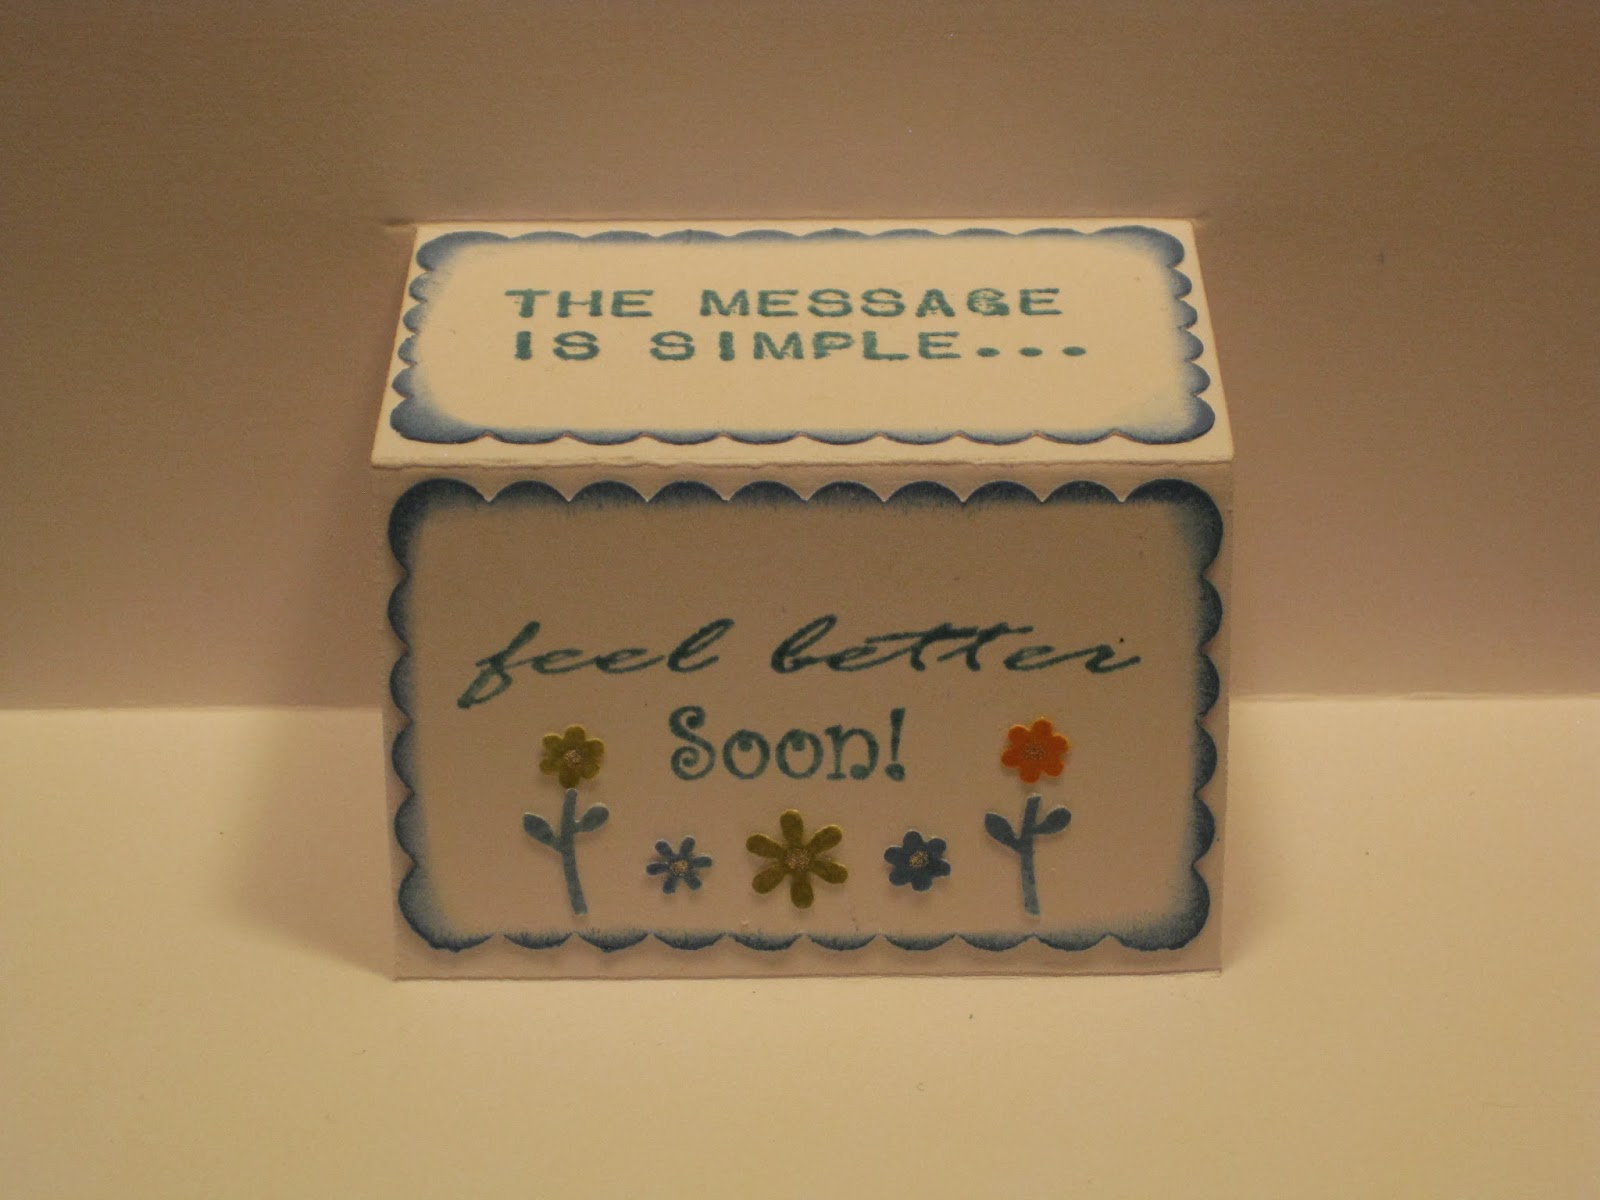 THE MESSAGE
IS SIMPLE...
feel better
Soon!